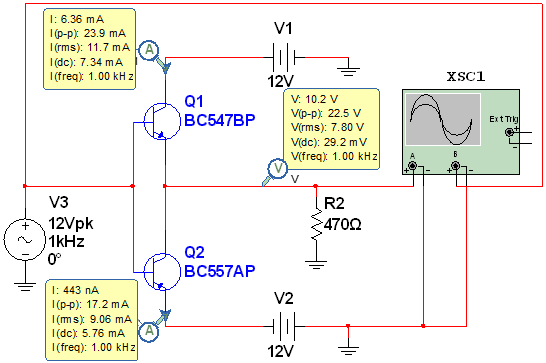 I: 6.36 mA
I(p-p): 23.9 mA
I(rms): 11.7 mA
I(dc): 7.34 mA
I(freq): 1.00 kHz
A
V1
12V
Q1
BC547BP
V: 10.2 V
V(p-p): 22.5 V
V(rms): 7.80 V
V(dc): 29.2 mV
V(freq): 1.00 kHz
V
V
XSC1
Ext Trig
+
-
A
B
+
-
+
-
V3
12Vpk
1kHz
0°
R2
470Ω
Q2
BC557AP
I: 443 nA
I(p-p): 17.2 mA
I(rms): 9.06 mA
I(dc): 5.76 mA
I(freq): 1.00 kHz
A
V2
12V